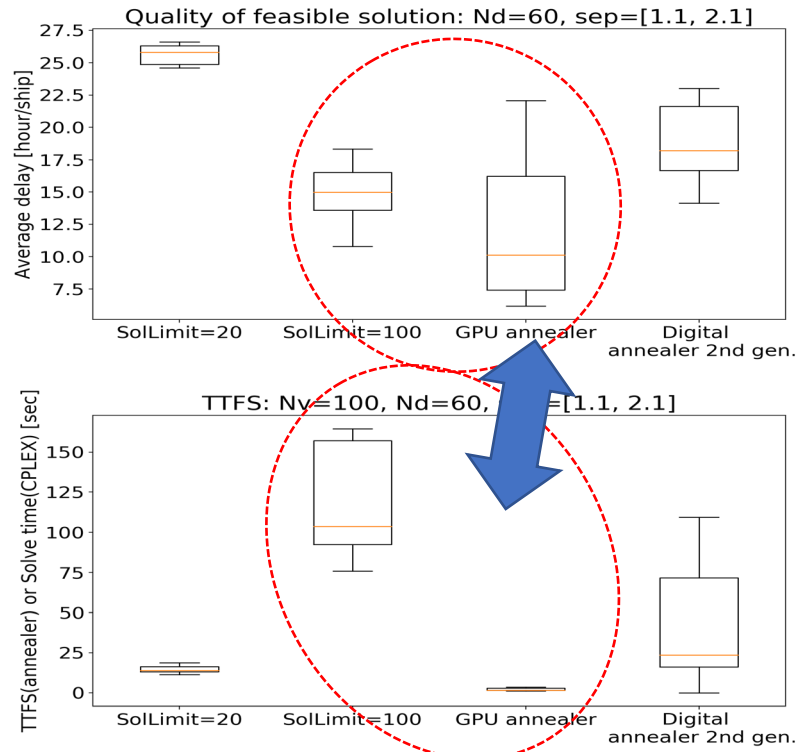 Quality of feasible solution: Nd=60, sep=[1.1, 2.1]
Average delay [hour/ship]
27.5
25.0
22.5
20.0
17.5
15.0
12.5
10.0
7.5
SolLimit=20 SolLimit=100 GPU annealer Digital
annealer 2nd gen.
TTFS: Nv=100, Nd=60, =[1.1, 2.1]
TTFS(annealer) or Solve time(CPLEX) [sec]
150
125
100
75
50
25
0
SolLimit=20 SolLimit=100 GPU annealer Digital
annealer 2nd gen.